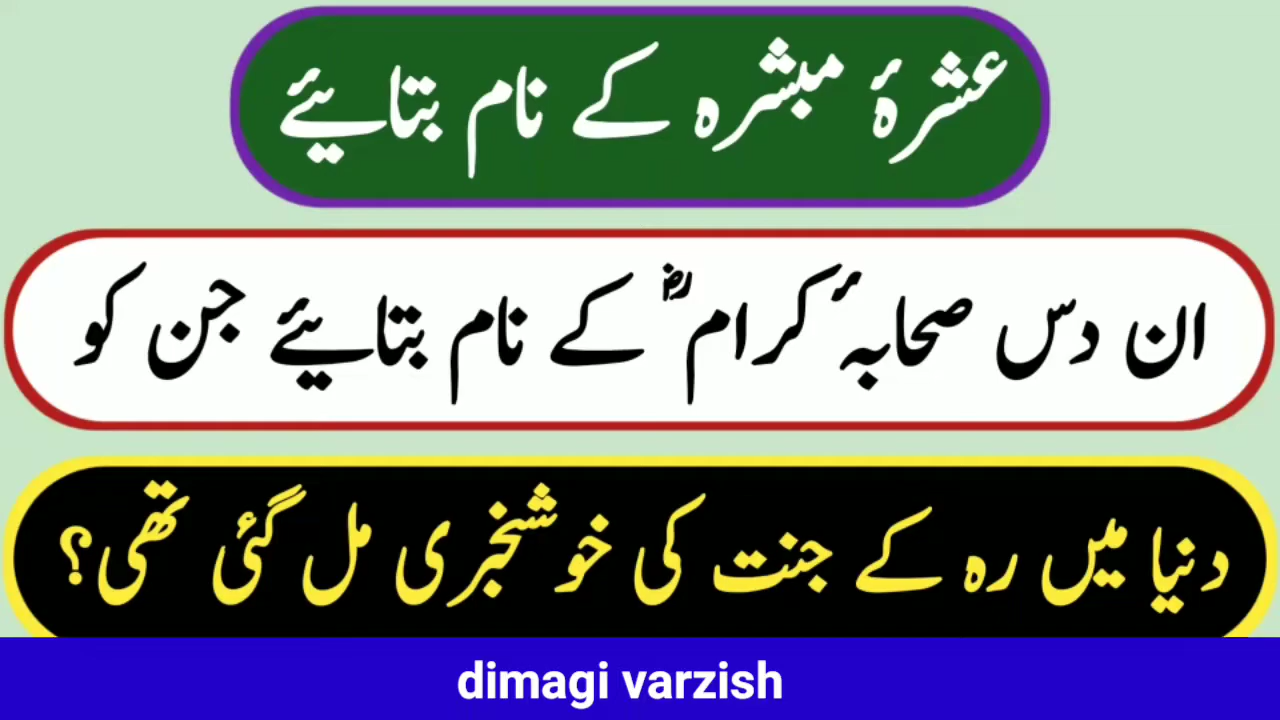 عشرۂ مبشرہ کے نام بتایئے
ان دس صحابہٴ کرامؓ کے نام بتایئے جن کو
دنیا میں رہ کے جنت کی خوشخبری مل گئی تھی؟
dimagi varzish